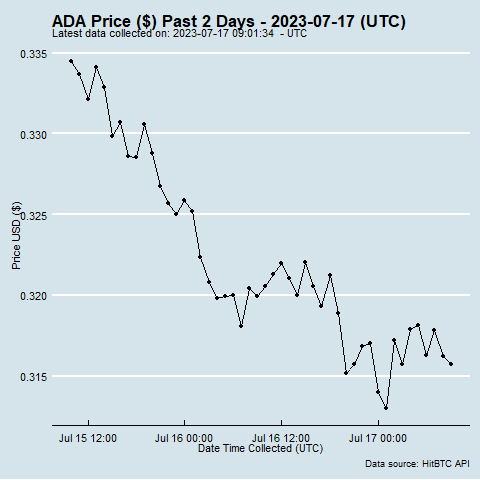 ADA Price ($) Past 2 Days - 2023-07-17 (UTC)
Latest data collected on: 2023-07-17 09:01:34 - UTC
0.335
0.330
0.325
0.320
0.315
Price USD ($)
Jul 15 12:00
Jul 16 00:00
Jul 16 12:00
Jul 17 00:00
Date Time Collected (UTC)
Data source: HitBTC API